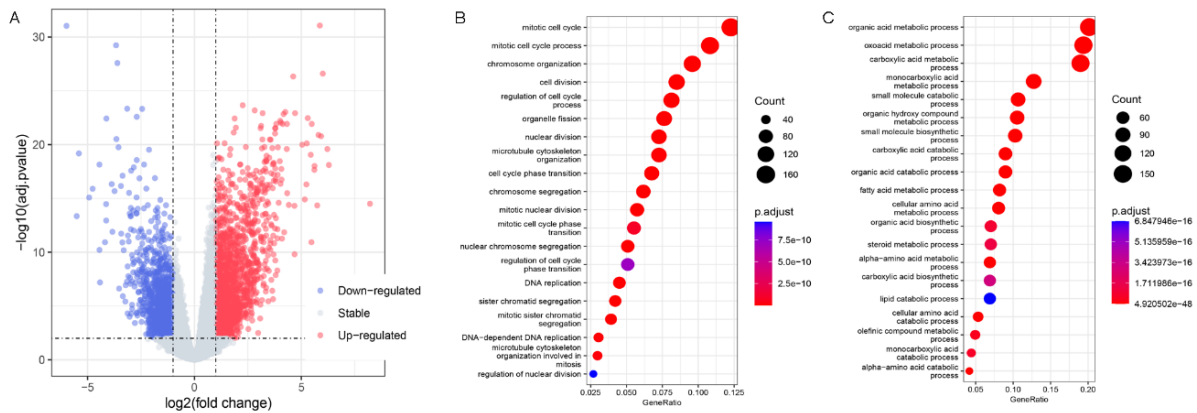 A
30
20
10
0
−log10(adj.pvalue)
−5
0
5
log2(fold change)
Down−regulated
Stable
Up−regulated
B
mitotic cell cycle
mitotic cell cycle process
chromosome organization
cell division
regulation of cell cycle
process
organelle fission
nuclear division
microtubule cytoskeleton
organization
cell cycle phase transition
chromosome segregation
mitotic nuclear division
mitotic cell cycle phase
transition
nuclear chromosome segregation
regulation of cell cycle
phase transition
DNA replication
sister chromatid segregation
mitotic sister chromatid
segregation
DNA−dependent DNA replication
microtubule cytoskeleton
organization involved in
mitosis
regulation of nuclear division
0.025
0.050
0.075
0.100
0.125
GeneRatio
Count
40
80
120
160
p.adjust
7.5e−10
5.0e−10
2.5e−10
C
organic acid metabolic process
oxoacid metabolic process
carboxylic acid metabolic
process
monocarboxylic acid
metabolic process
small molecule catabolic
process
organic hydroxy compound
metabolic process
small molecule biosynthetic
process
carboxylic acid catabolic
process
organic acid catabolic
process
fatty acid metabolic process
cellular amino acid
metabolic process
organic acid biosynthetic
process
steroid metabolic process
alpha−amino acid metabolic
process
carboxylic acid biosynthetic
process
lipid catabolic process
cellular amino acid
catabolic process
olefinic compound metabolic
process
monocarboxylic acid
catabolic process
alpha−amino acid catabolic
process
0.05
0.10
0.15
0.20
GeneRatio
Count
60
90
120
150
p.adjust
6.847946e−16
5.135959e−16
3.423973e−16
1.711986e−16
4.920502e−48